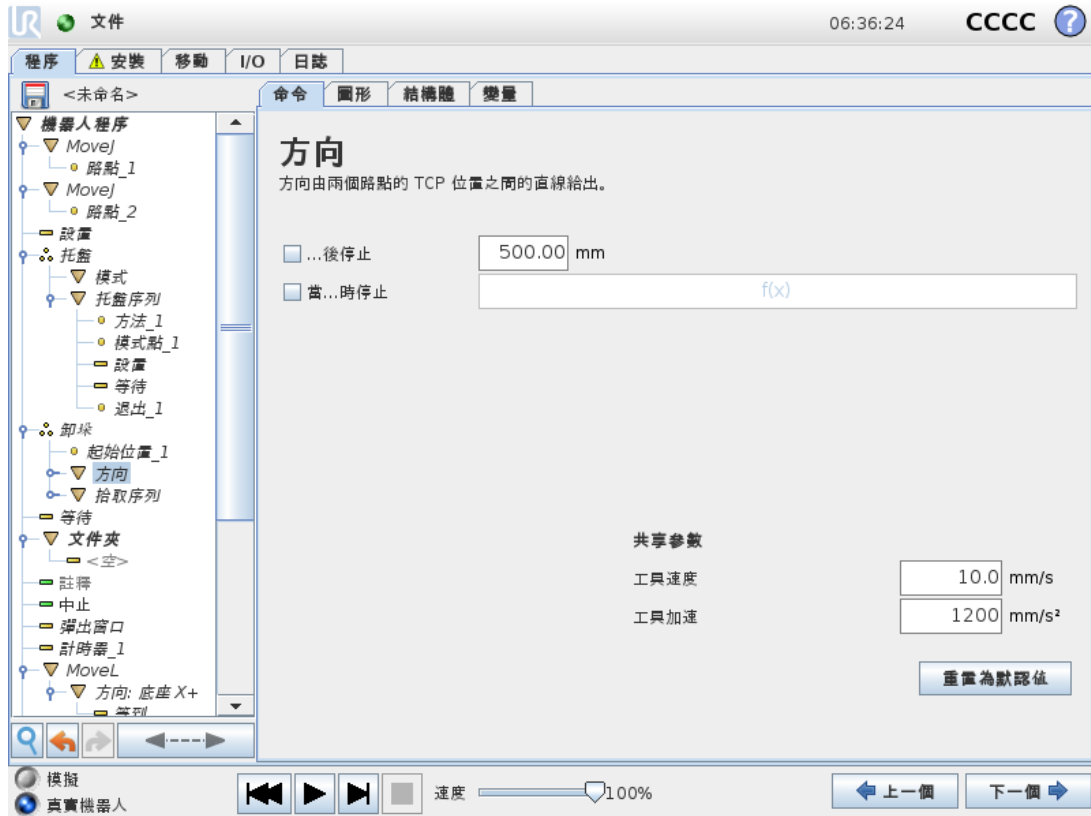 UR 文件 06:36:24 CCCC ?
程序 安裝 移動 I/O 日誌
<未命名> 命令 圖形 結構體 變量
機器人程序
MoveJ
路點_1
MoveJ
路點_2
設置
托盤
模式
托盤序列
方法_1
模式點_1
設置
等待
退出_1
卸垛
起始位置_1
方向
拾取序列
等待
文件夾
<空>
註釋
中止
彈出窗口
計時器_1
MoveL
方向: 底座 X+
等到
方向
方向由兩個路點的 TCP 位置之間的直線給出。
...後停止 500.00 mm
當...時停止 f(x)
共享參數
工具速度 10.0 mm/s
工具加速 1200 mm/s²
重置為默認值
模擬
真實機器人
速度 100% 上一個 下一個